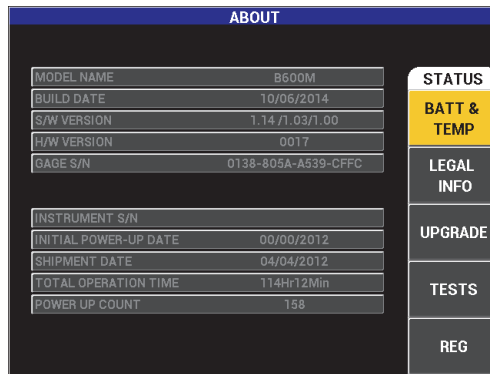 ABOUT
MODEL NAME B600M
BUILD DATE 10/06/2014
S/W VERSION 1.14 /1.03/1.00
H/W VERSION 0017
GAGE S/N 0138-805A-A539-CFFC
INSTRUMENT S/N
INITIAL POWER-UP DATE 00/00/2012
SHIPMENT DATE 04/04/2012
TOTAL OPERATION TIME 114Hr12Min
POWER UP COUNT 158
STATUS
BATT &
TEMP
LEGAL
INFO
UPGRADE
TESTS
REG